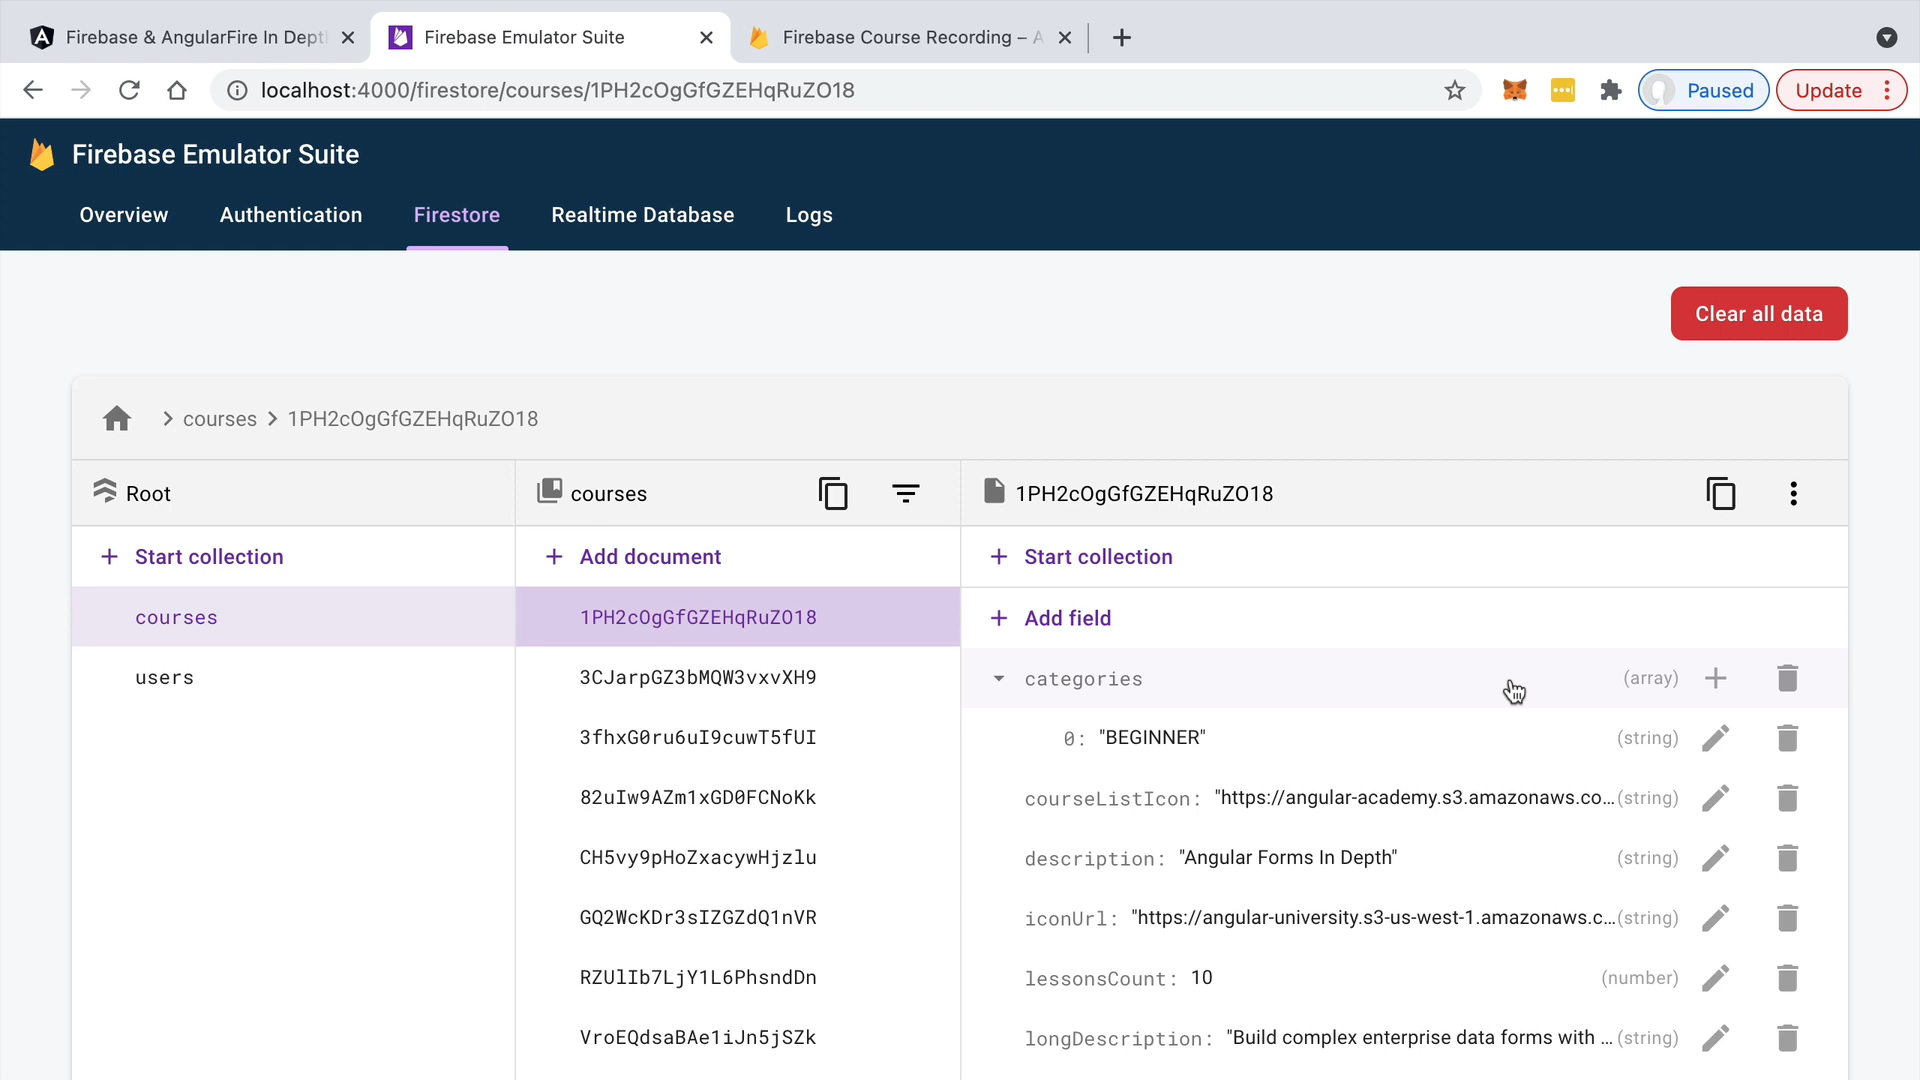 Firebase & AngularFire In Dept
Firebase Emulator Suite
Firebase Course Recording – A
localhost:4000/firestore/courses/1PH2cOgGfGZEHqRuZO18
Paused
Update
Firebase Emulator Suite
Overview
Authentication
Firestore
Realtime Database
Logs
Clear all data
courses
1PH2cOgGfGZEHqRuZO18
Root
courses
1PH2cOgGfGZEHqRuZO18
+ Start collection
+ Add document
+ Start collection
courses
1PH2cOgGfGZEHqRuZO18
+ Add field
users
3CJarpGZ3bMQW3vxvXH9
categories (array)
3fhxG0ru6uI9cuwT5fUI
0: "BEGINNER" (string)
82uIw9AZm1xGD0FCNoKk
courseListIcon: "https://angular-academy.s3.amazonaws.co... (string)
CH5vy9pHoZxacywHjzlu
description: "Angular Forms In Depth" (string)
GQ2WcKDr3sIZGZdQ1nVR
iconUrl: "https://angular-university.s3-us-west-1.amazonaws.c... (string)
RZUlIb7LjY1L6PhsndDn
lessonsCount: 10 (number)
VroEQdsaBAe1iJn5jSZk
longDescription: "Build complex enterprise data forms with ... (string)